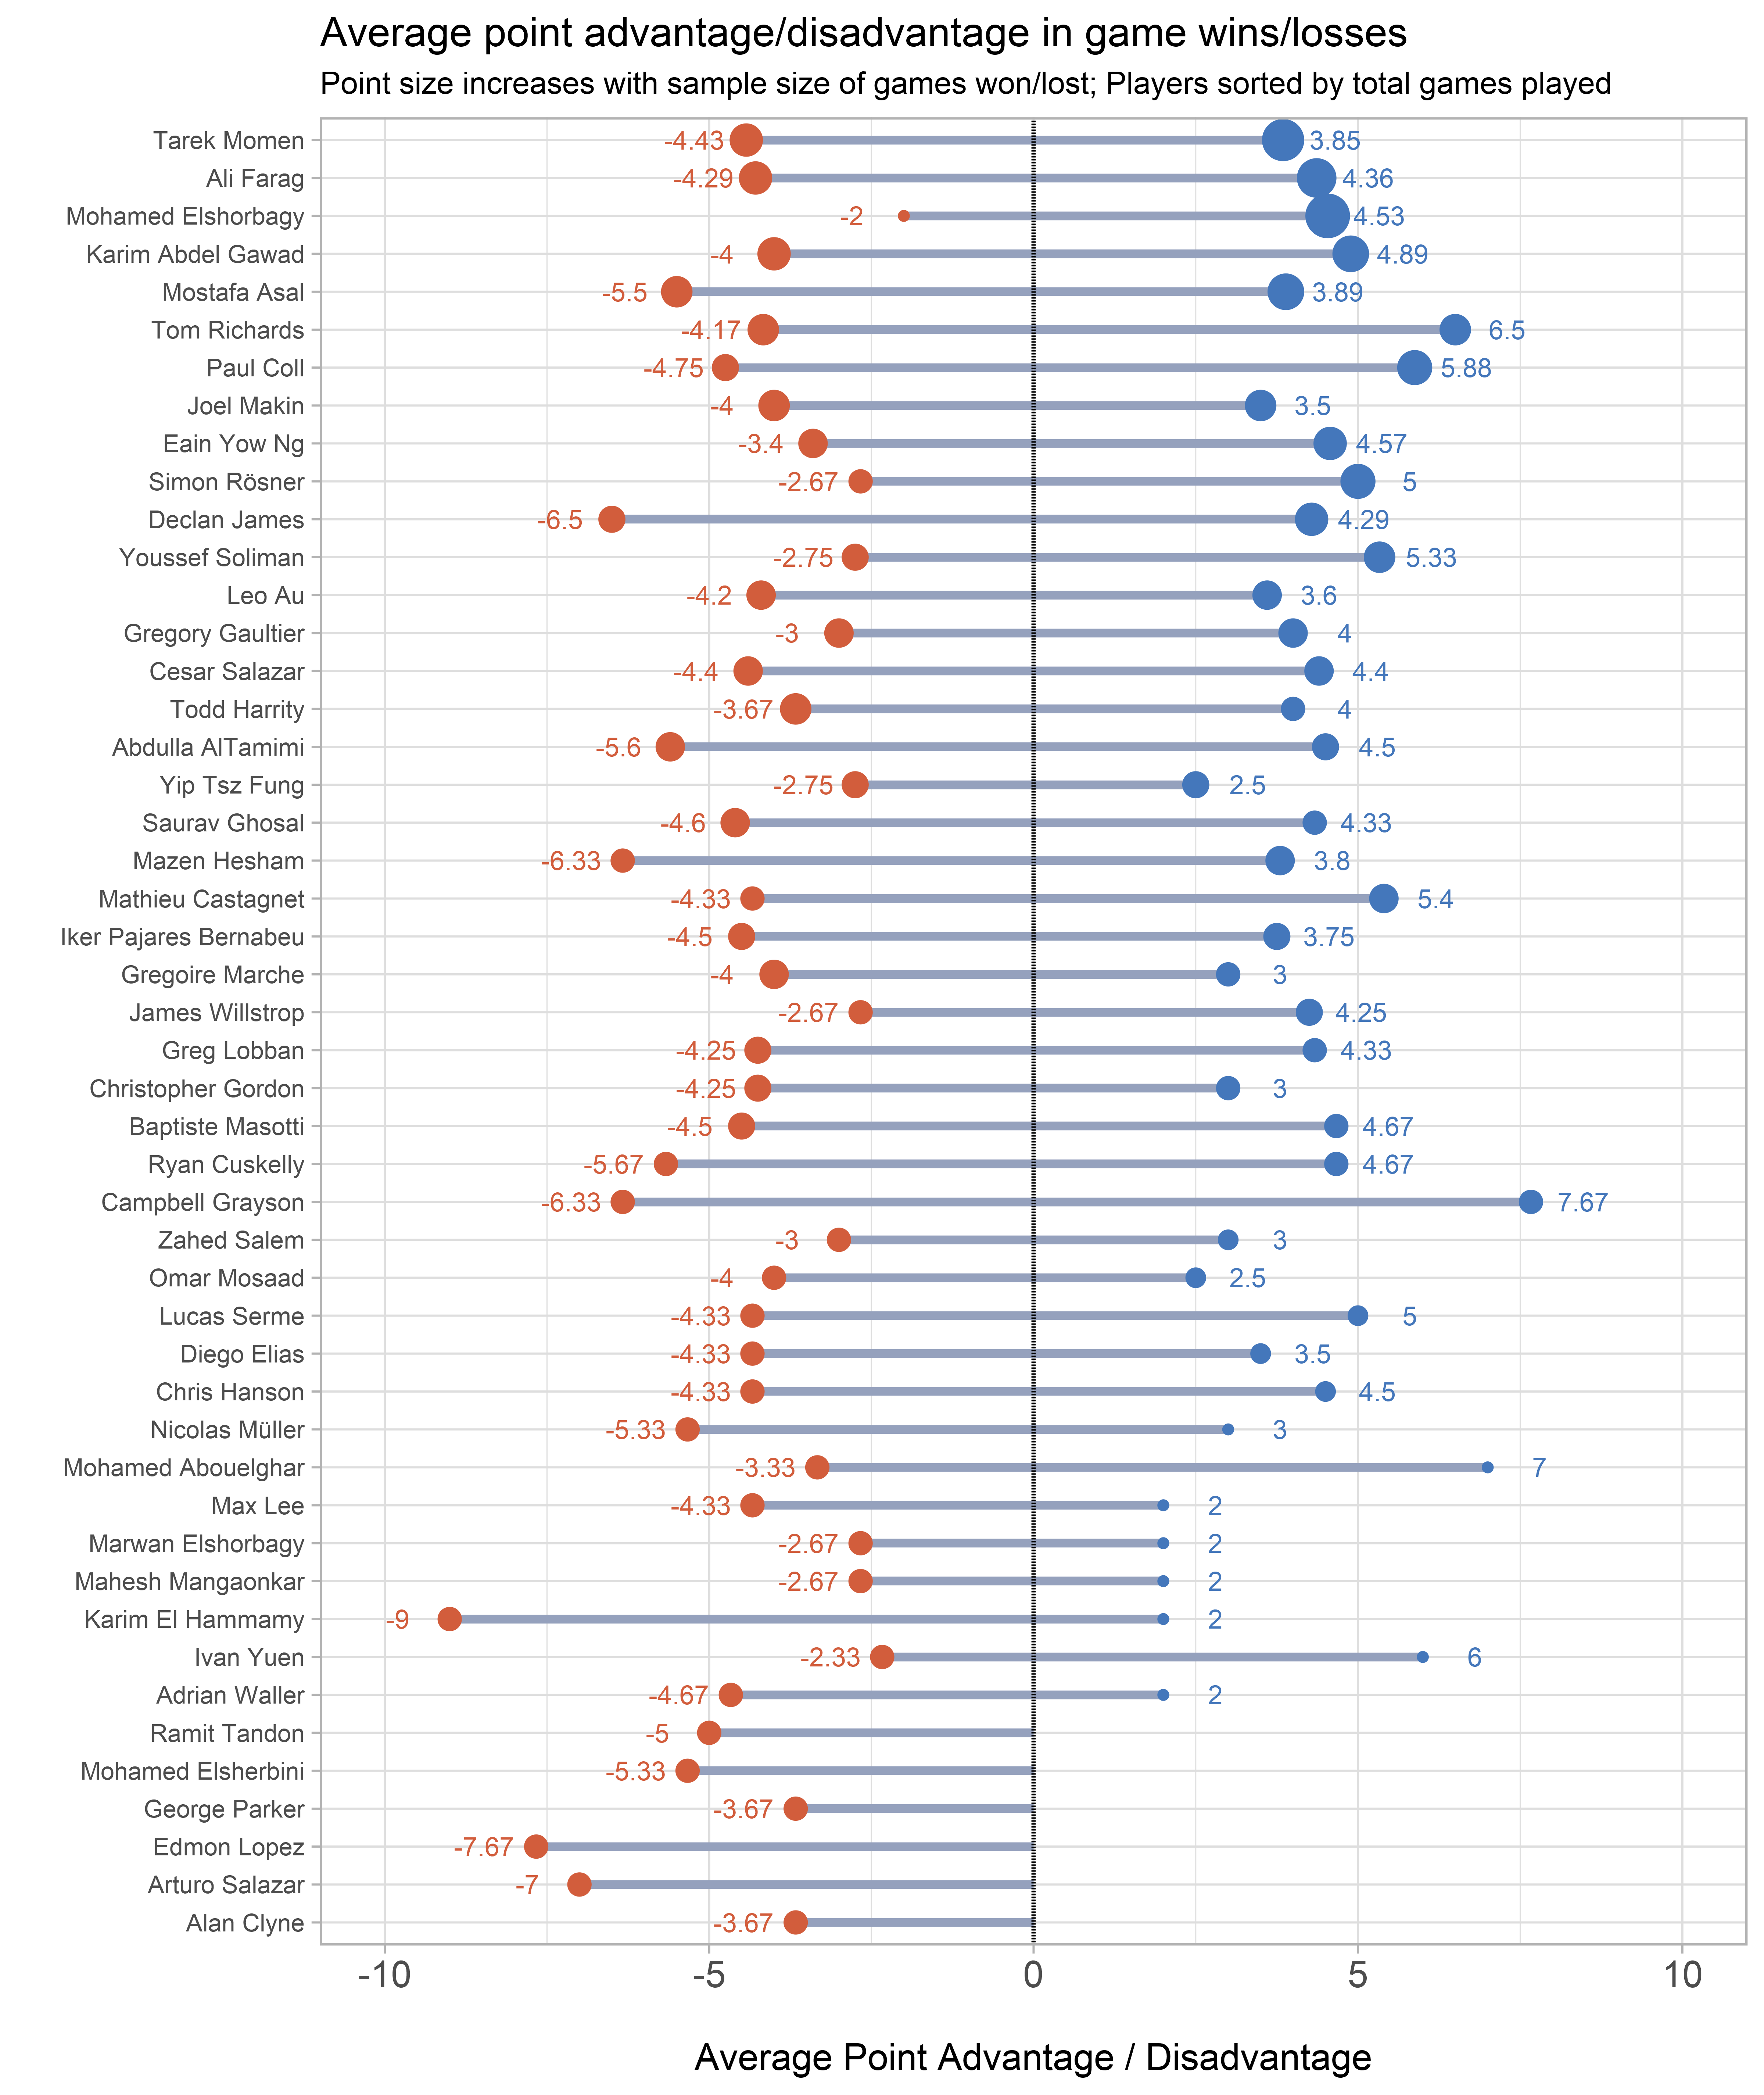 Average point advantage/disadvantage in game wins/losses
Point size increases with sample size of games won/lost; Players sorted by total games played
Tarek Momen -4.43 3.85
Ali Farag -4.29 4.36
Mohamed Elshorbagy -2 4.53
Karim Abdel Gawad -4 4.89
Mostafa Asal -5.5 3.89
Tom Richards -4.17 6.5
Paul Coll -4.75 5.88
Joel Makin -4 3.5
Eain Yow Ng -3.4 4.57
Simon Rösner -2.67 5
Declan James -6.5 4.29
Youssef Soliman -2.75 5.33
Leo Au -4.2 3.6
Gregory Gaultier -3 4
Cesar Salazar -4.4 4.4
Todd Harrity -3.67 4
Abdulla AlTamimi -5.6 4.5
Yip Tsz Fung -2.75 2.5
Saurav Ghosal -4.6 4.33
Mazen Hesham -6.33 3.8
Mathieu Castagnet -4.33 5.4
Iker Pajares Bernabeu -4.5 3.75
Gregoire Marche -4 3
James Willstrop -2.67 4.25
Greg Lobban -4.25 4.33
Christopher Gordon -4.25 3
Baptiste Masotti -4.5 4.67
Ryan Cuskelly -5.67 4.67
Campbell Grayson -6.33 7.67
Zahed Salem -3 3
Omar Mosaad -4 2.5
Lucas Serme -4.33 5
Diego Elias -4.33 3.5
Chris Hanson -4.33 4.5
Nicolas Müller -5.33 3
Mohamed Abouelghar -3.33 7
Max Lee -4.33 2
Marwan Elshorbagy -2.67 2
Mahesh Mangaonkar -2.67 2
Karim El Hammamy -9 2
Ivan Yuen -2.33 6
Adrian Waller -4.67 2
Ramit Tandon -5
Mohamed Elsherbini -5.33
George Parker -3.67
Edmon Lopez -7.67
Arturo Salazar -7
Alan Clyne -3.67
-10 -5 0 5 10
Average Point Advantage / Disadvantage